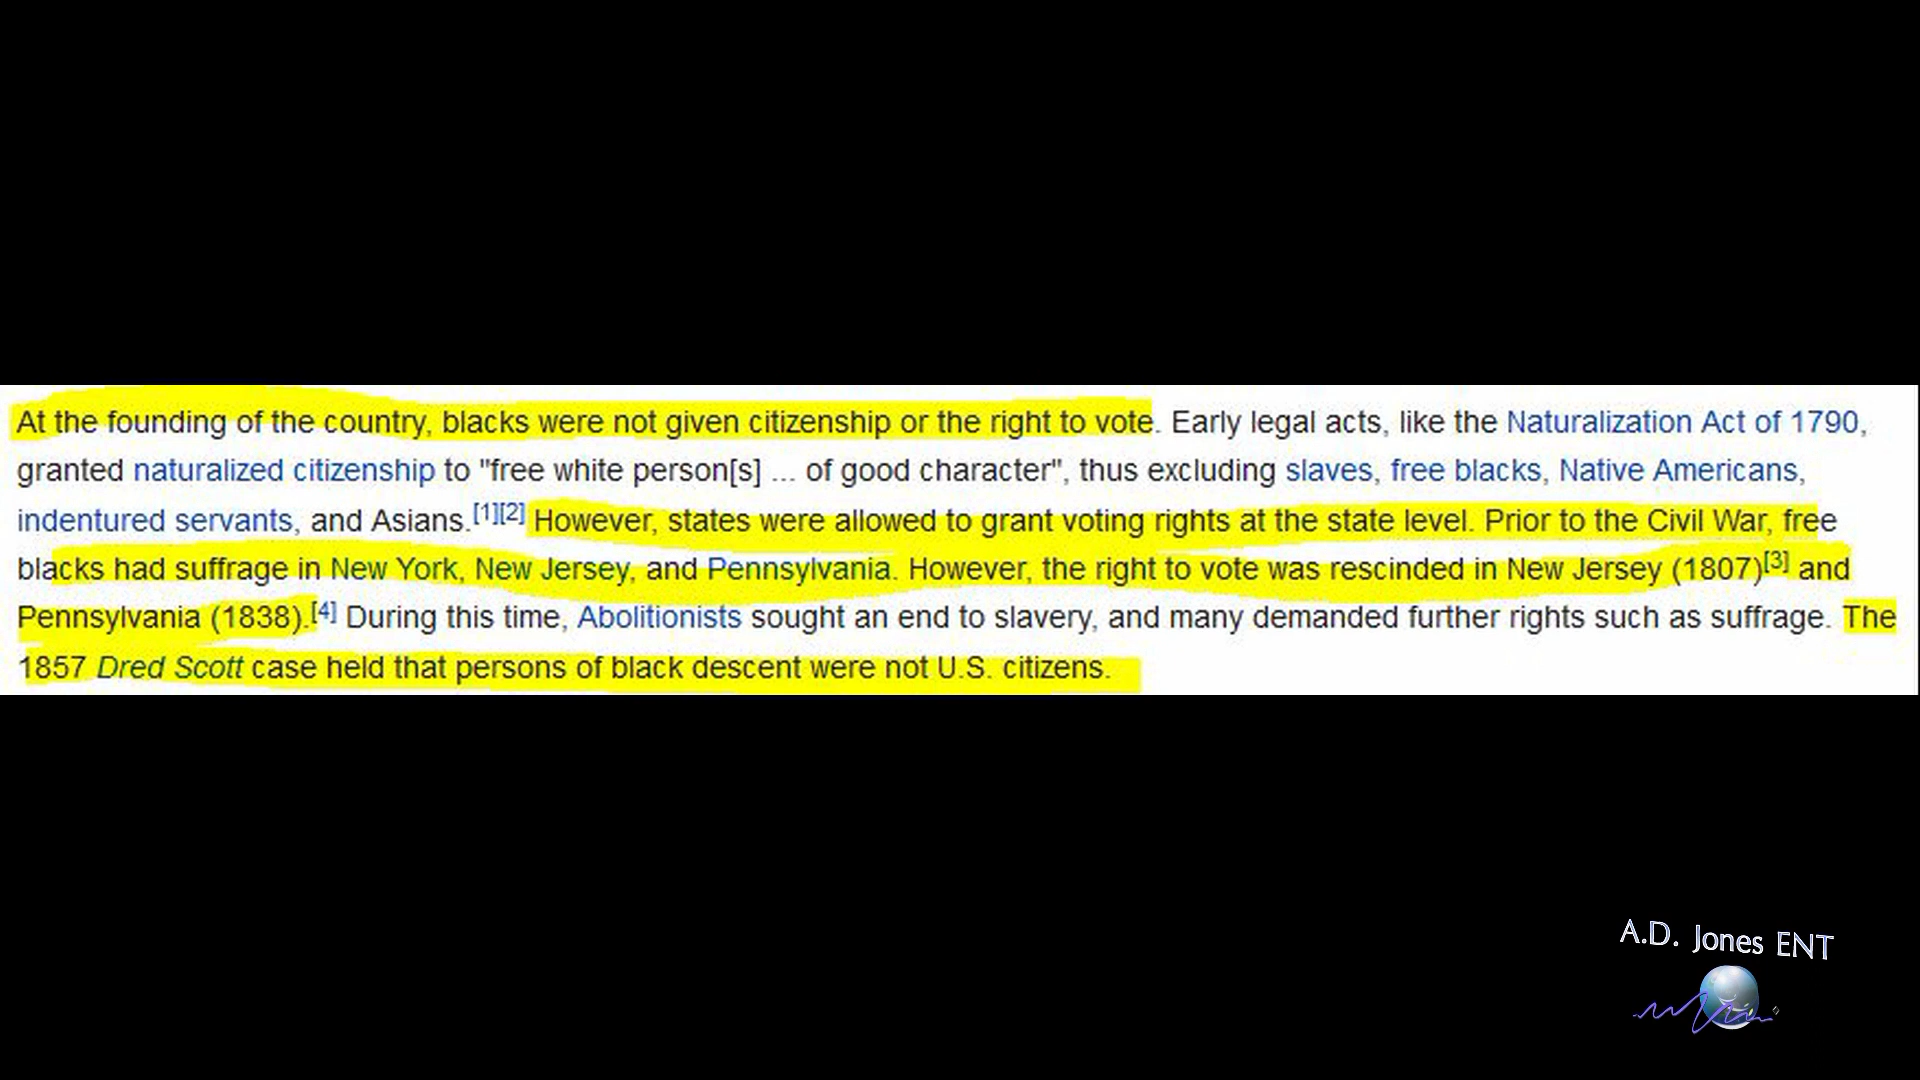 At the founding of the country, blacks were not given citizenship or the right to vote. Early legal acts, like the Naturalization Act of 1790,
granted naturalized citizenship to "free white person[s] ... of good character", thus excluding slaves, free blacks, Native Americans,
indentured servants, and Asians.[1][2] However, states were allowed to grant voting rights at the state level. Prior to the Civil War, free
blacks had suffrage in New York, New Jersey, and Pennsylvania. However, the right to vote was rescinded in New Jersey (1807)[3] and
Pennsylvania (1838).[4] During this time, Abolitionists sought an end to slavery, and many demanded further rights such as suffrage. The
1857 Dred Scott case held that persons of black descent were not U.S. citizens.
A.D. Jones ENT